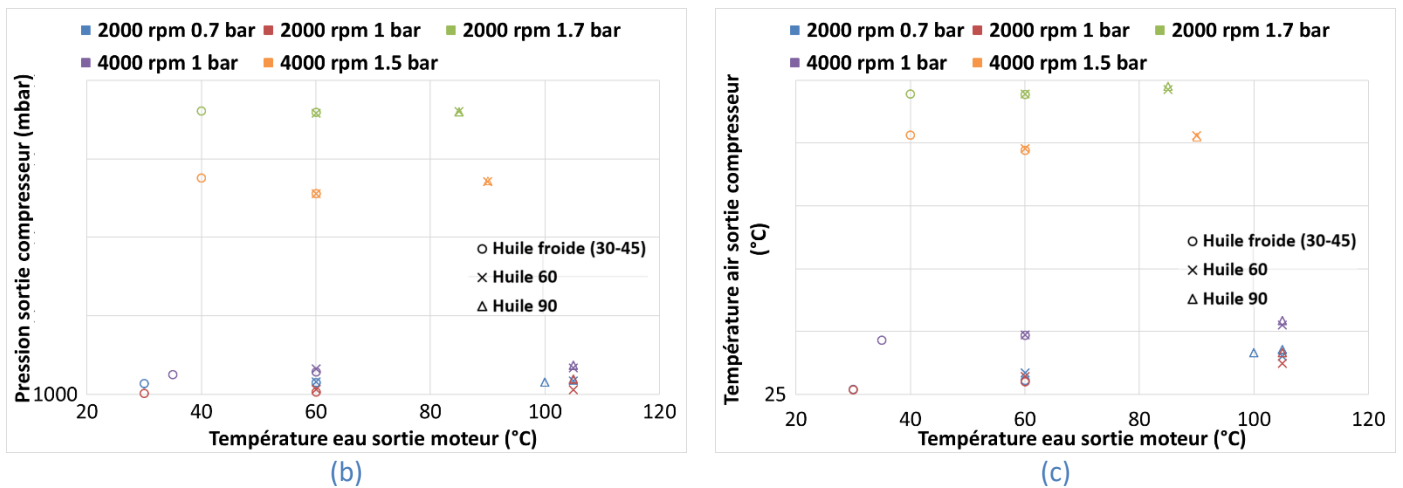 2000 rpm 0.7 bar 2000 rpm 1 bar 2000 rpm 1.7 bar
4000 rpm 1 bar 4000 rpm 1.5 bar
Pression sortie compresseur (mbar)
Huile froide (30-45)
Huile 60
Huile 90
1000
20 40 60 80 100 120
Température eau sortie moteur (°C)
(b)
2000 rpm 0.7 bar 2000 rpm 1 bar 2000 rpm 1.7 bar
4000 rpm 1 bar 4000 rpm 1.5 bar
Température air sortie compresseur
(°C)
Huile froide (30-45)
Huile 60
Huile 90
25
20 40 60 80 100 120
Température eau sortie moteur (°C)
(c)